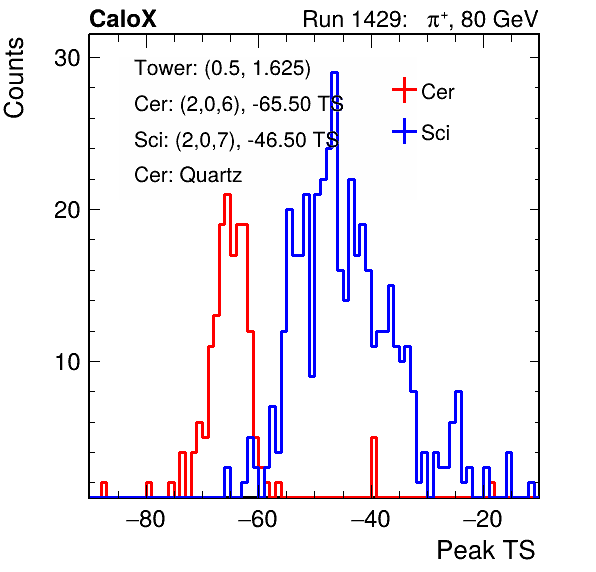 CaloX Run 1429: π⁺, 80 GeV
Counts
Tower: (0.5, 1.625)
Cer: (2,0,6), -65.50 TS
Sci: (2,0,7), -46.50 TS
Cer: Quartz
Cer
Sci
30
20
10
−80 −60 −40 −20
Peak TS